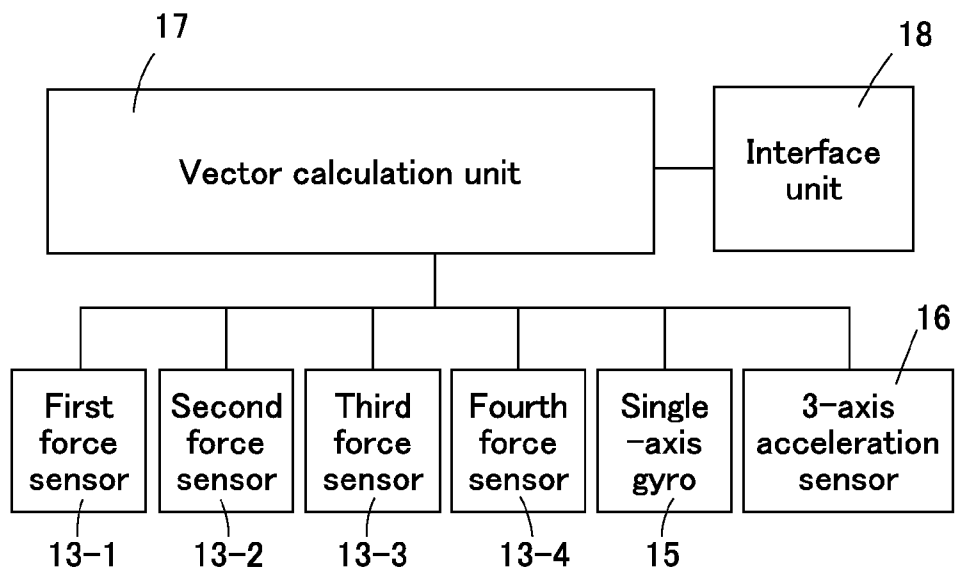 17
18
Vector calculation unit
Interface
unit
16
First
force
sensor
Second
force
sensor
Third
force
sensor
Fourth
force
sensor
Single
-axis
gyro
3-axis
acceleration
sensor
13-1
13-2
13-3
13-4
15